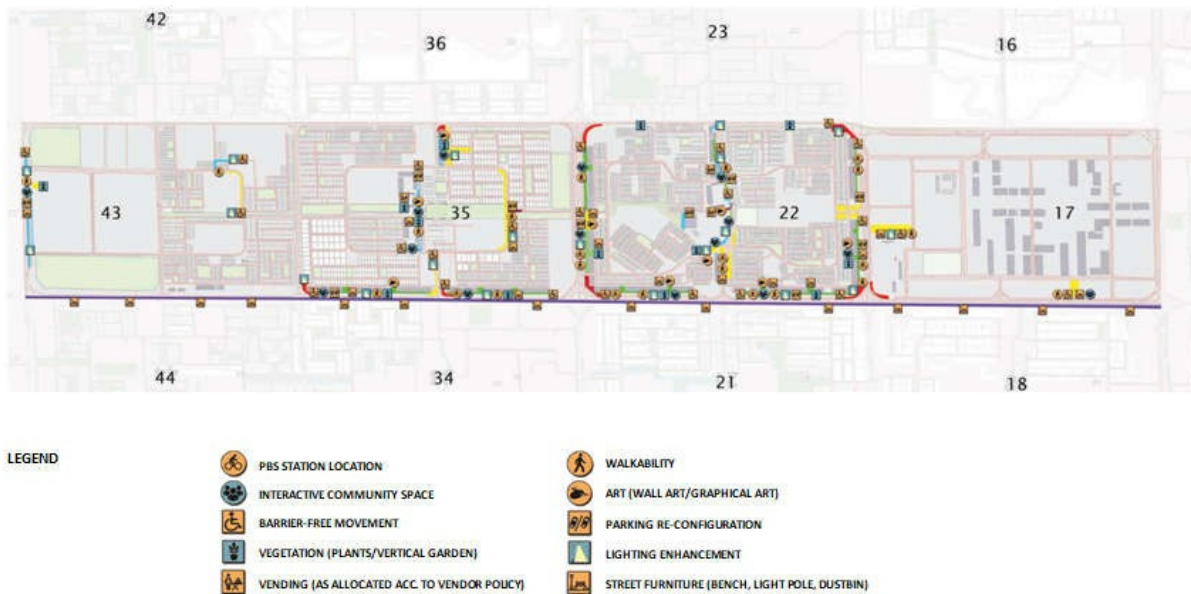 42
36
23
16
43
35
22
17
44
34
21
18
LEGEND
PBS STATION LOCATION
INTERACTIVE COMMUNITY SPACE
BARRIER-FREE MOVEMENT
VEGETATION (PLANTS/VERTICAL GARDEN)
VENDING (AS ALLOCATED ACC. TO VENDOR POLICY)
WALKABILITY
ART (WALL ART/GRAPHICAL ART)
PARKING RE-CONFIGURATION
LIGHTING ENHANCEMENT
STREET FURNITURE (BENCH, LIGHT POLE, DUSTBIN)